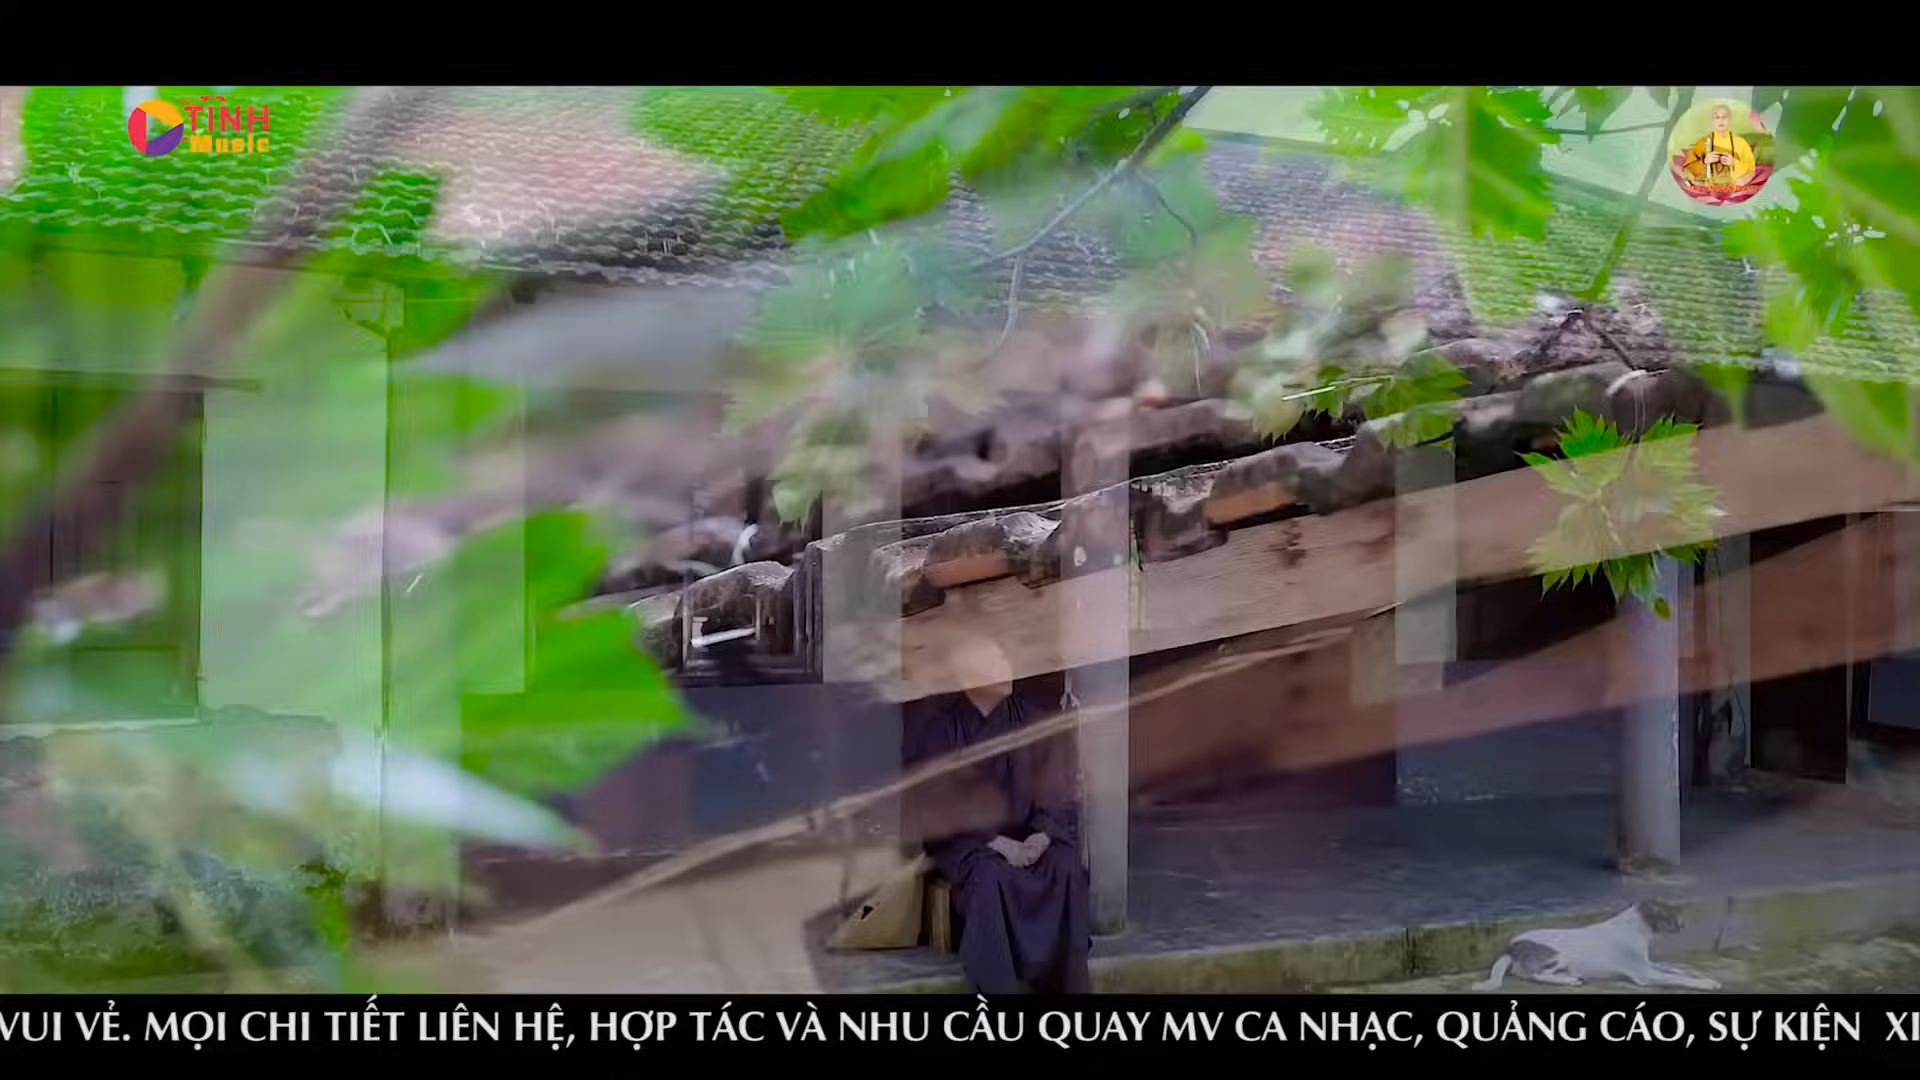 TÌNH
Music
VUI VẺ. MỌI CHI TIẾT LIÊN HỆ, HỢP TÁC VÀ NHU CẦU QUAY MV CA NHẠC, QUẢNG CÁO, SỰ KIỆN XI